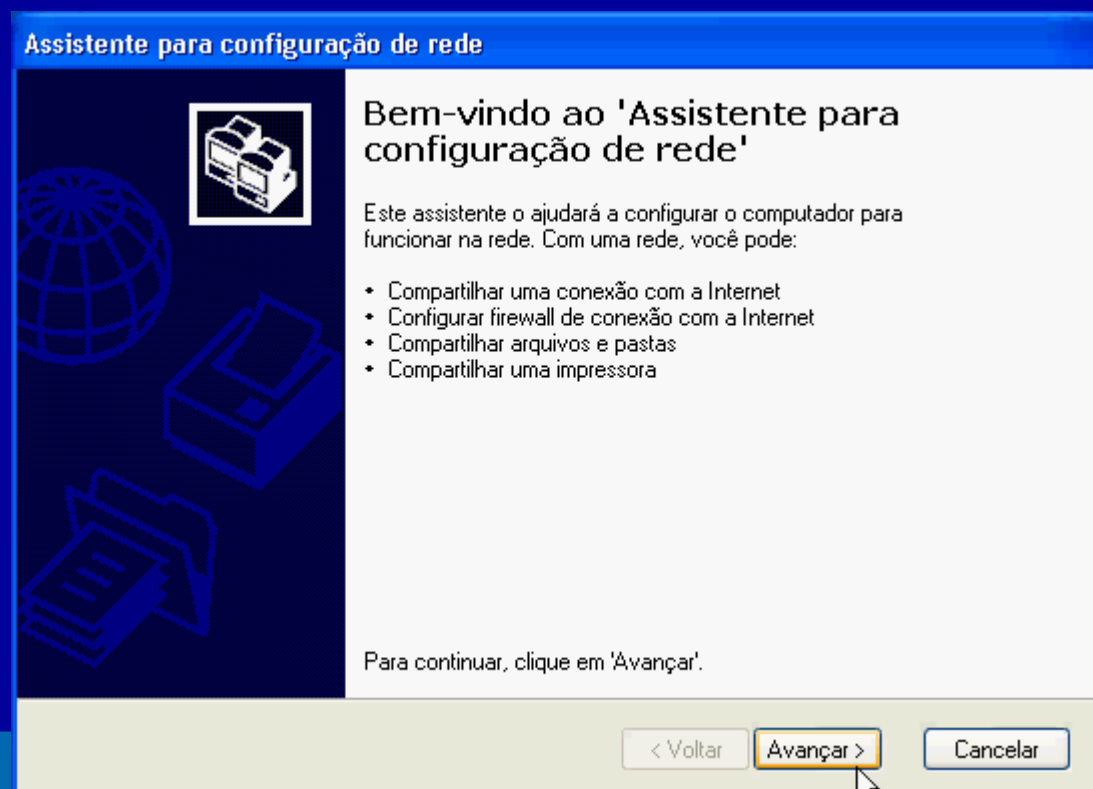 Assistente para configuração de rede
Bem-vindo ao 'Assistente para
configuração de rede'
Este assistente o ajudará a configurar o computador para
funcionar na rede. Com uma rede, você pode:
• Compartilhar uma conexão com a Internet
• Configurar firewall de conexão com a Internet
• Compartilhar arquivos e pastas
• Compartilhar uma impressora
Para continuar, clique em 'Avançar'.
< Voltar Avançar > Cancelar